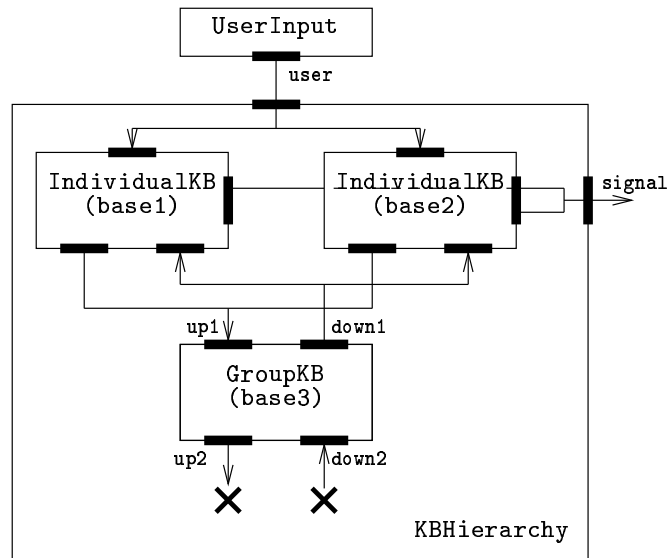 UserInput
user
IndividualKB
(base1)
IndividualKB
(base2)
signal
up1
down1
GroupKB
(base3)
up2
down2
KBHierarchy